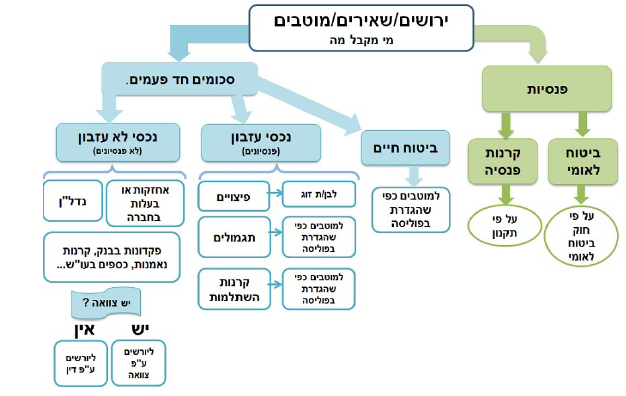 ירושים/שאירים/מוטבים
מי מקבל מה
סכומים חד פעמים.
פנסיות
נכסי לא עזבון
(לא פנסיונים)
נכסי עזבון
(פנסיונים)
ביטוח חיים
קרנות
פנסיה
ביטוח
לאומי
נדל"ן
אחזקות או
בעלות
בחברה
פיצויים
לבן/ת זוג
למוטבים כפי
שהגדרת
בפוליסה
על פי
תקנון
על פי
חוק
ביטוח
לאומי
פקדונות בבנק, קרנות
נאמנות, כספים בעו"ש...
תגמולים
למוטבים כפי
שהגדרת
בפוליסה
קרנות
השתלמות
למוטבים כפי
שהגדרת
בפוליסה
יש צוואה ?
יש
אין
ליורשים
ע"פ
צוואה
ליורשים
ע"פ דין